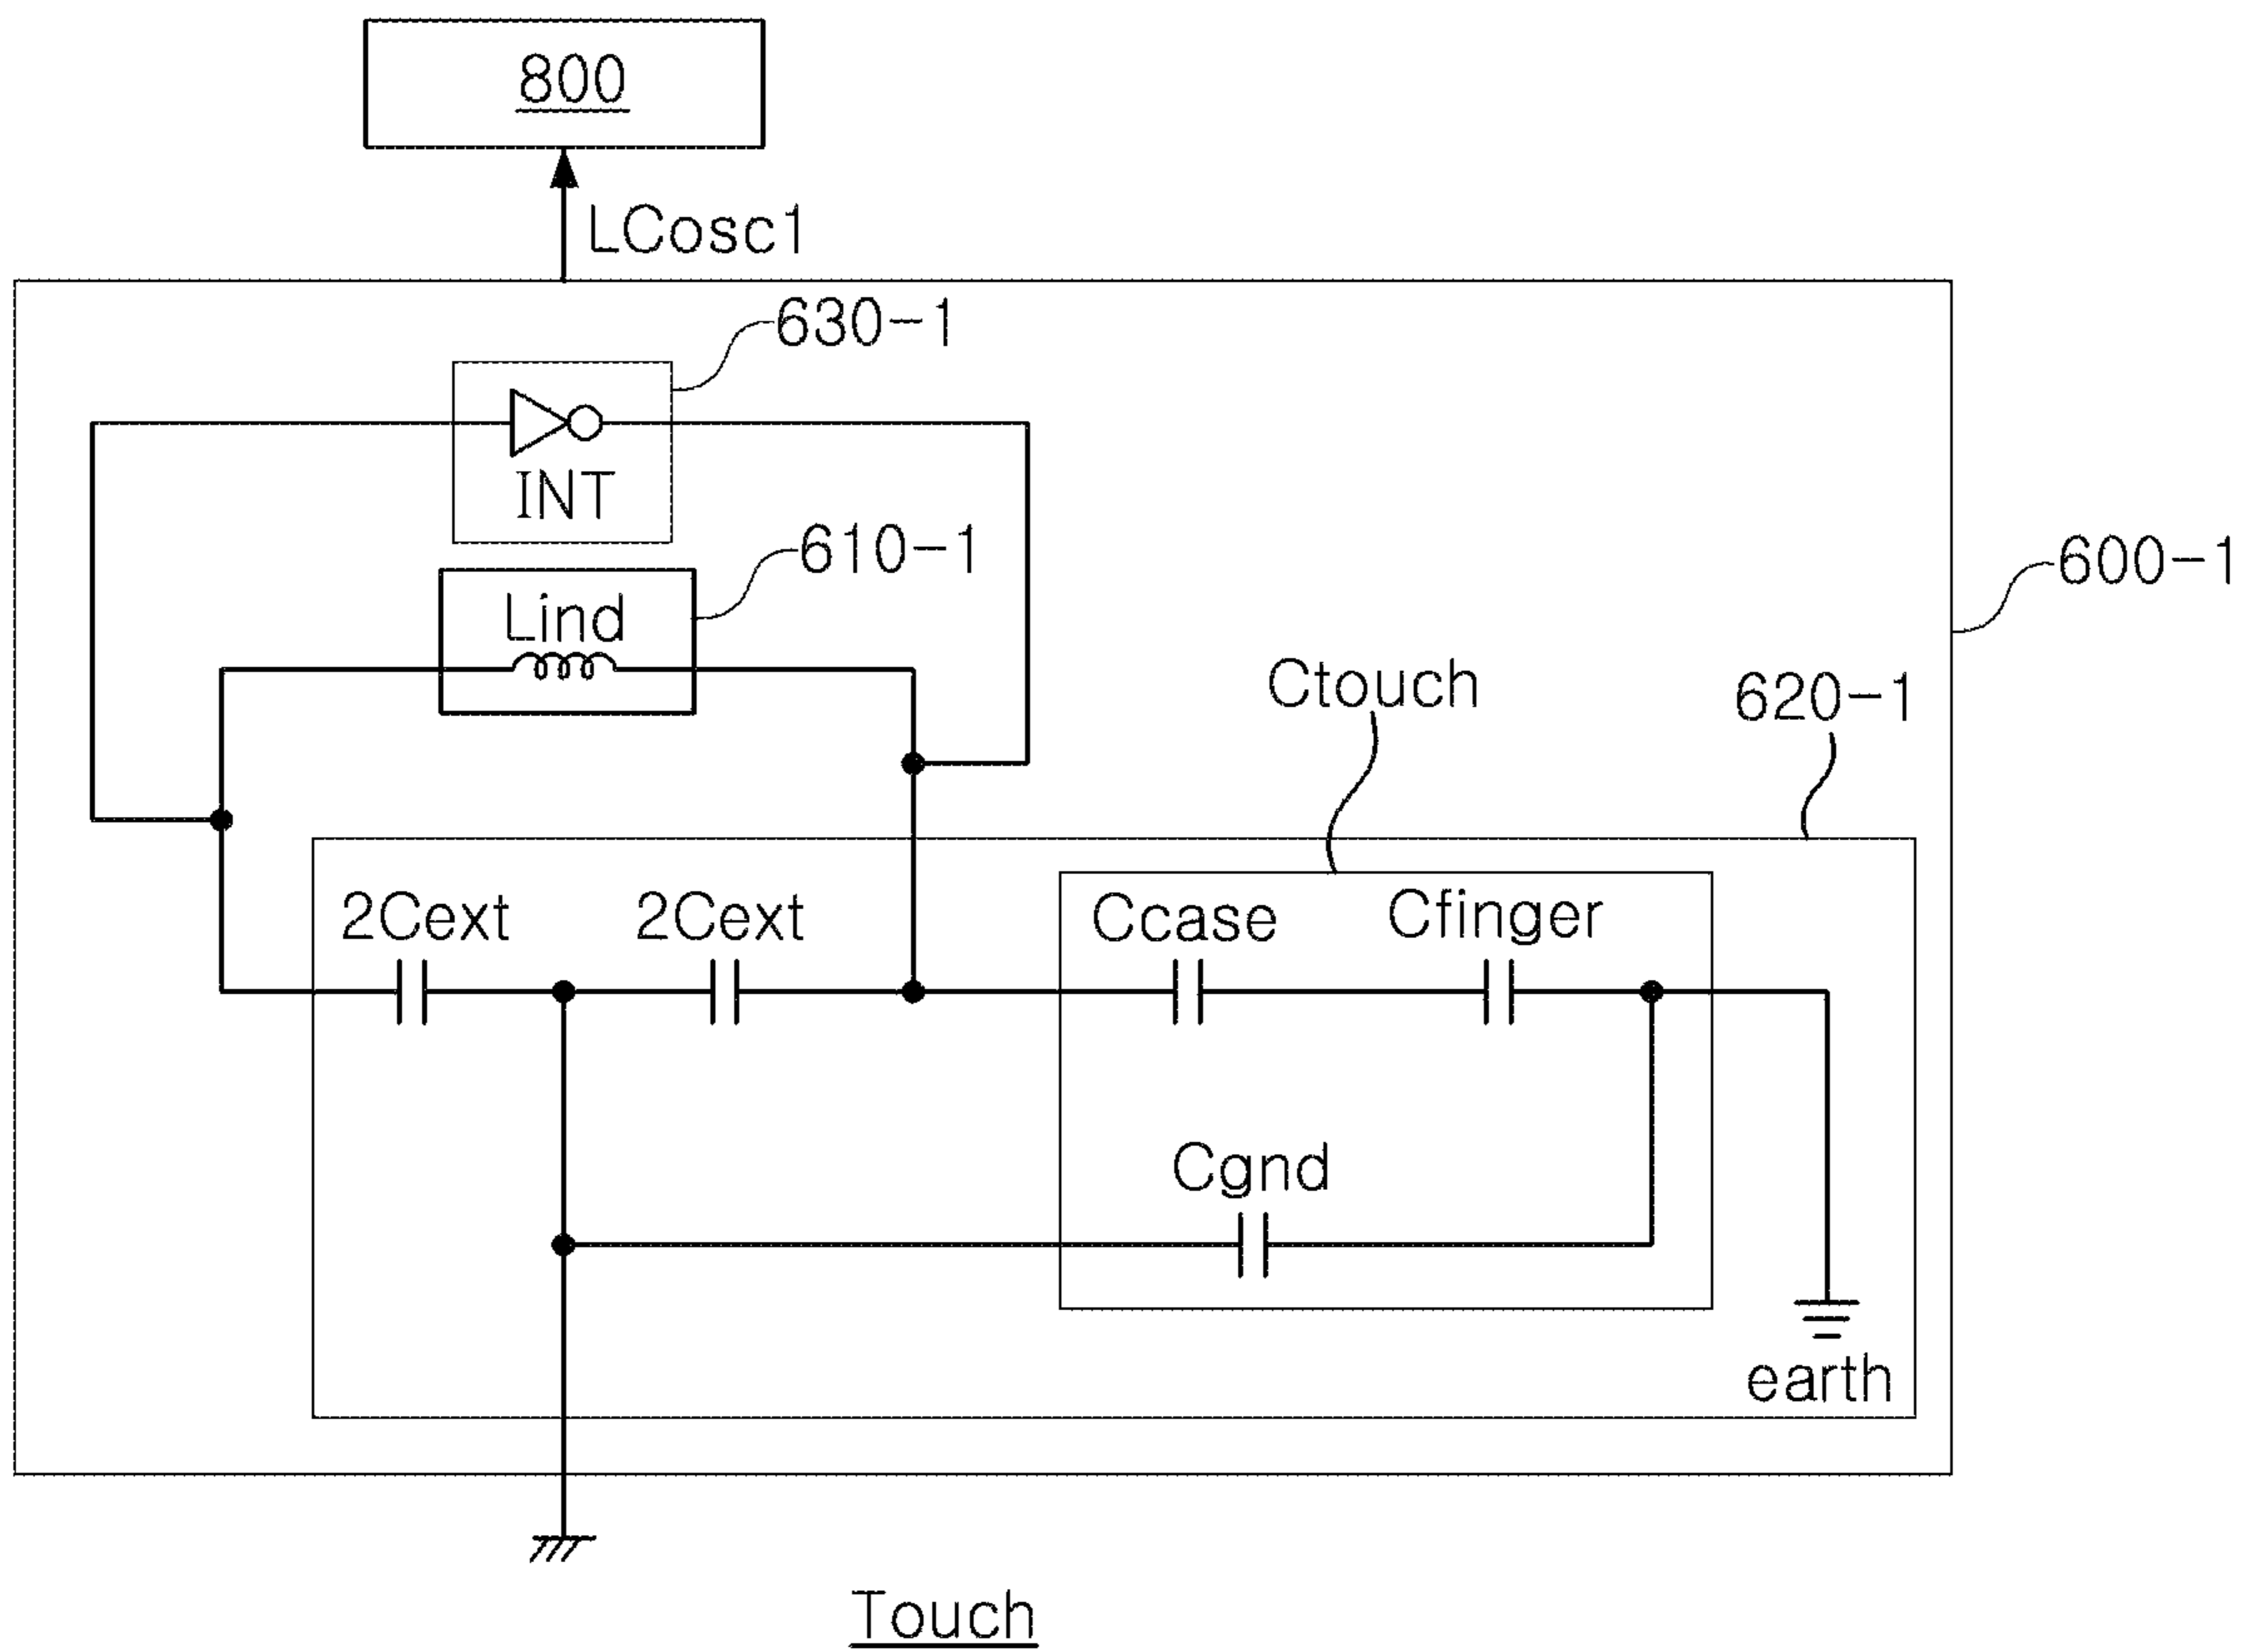 800
LCosc1
630-1
INT
610-1
Lind
600-1
Ctouch
620-1
2Cext
2Cext
Ccase
Cfinger
Cgnd
earth
Touch